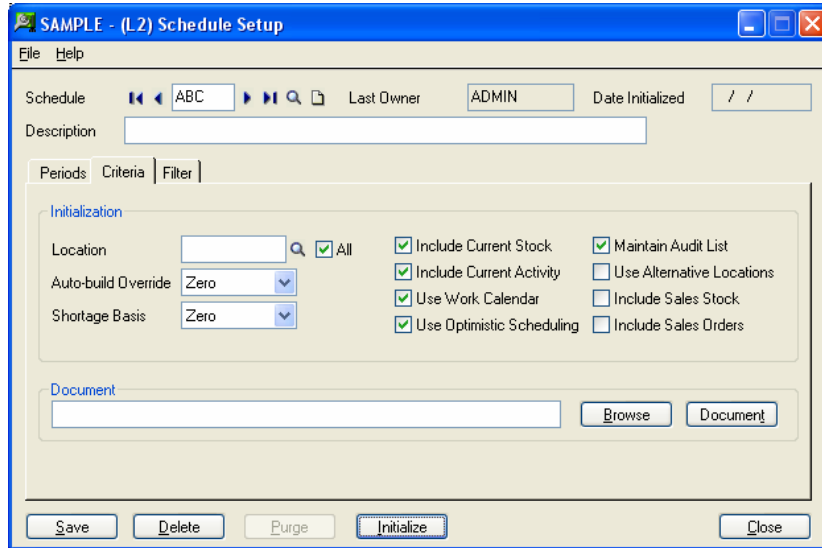 SAMPLE - (L2) Schedule Setup
File Help
Schedule ABC Last Owner ADMIN Date Initialized / /
Description
Periods Criteria Filter
Initialization
Location All Include Current Stock Maintain Audit List
Auto-build Override Zero Include Current Activity Use Alternative Locations
Shortage Basis Zero Use Work Calendar Include Sales Stock
Use Optimistic Scheduling Include Sales Orders
Document
Browse Document
Save Delete Purge Initialize Close